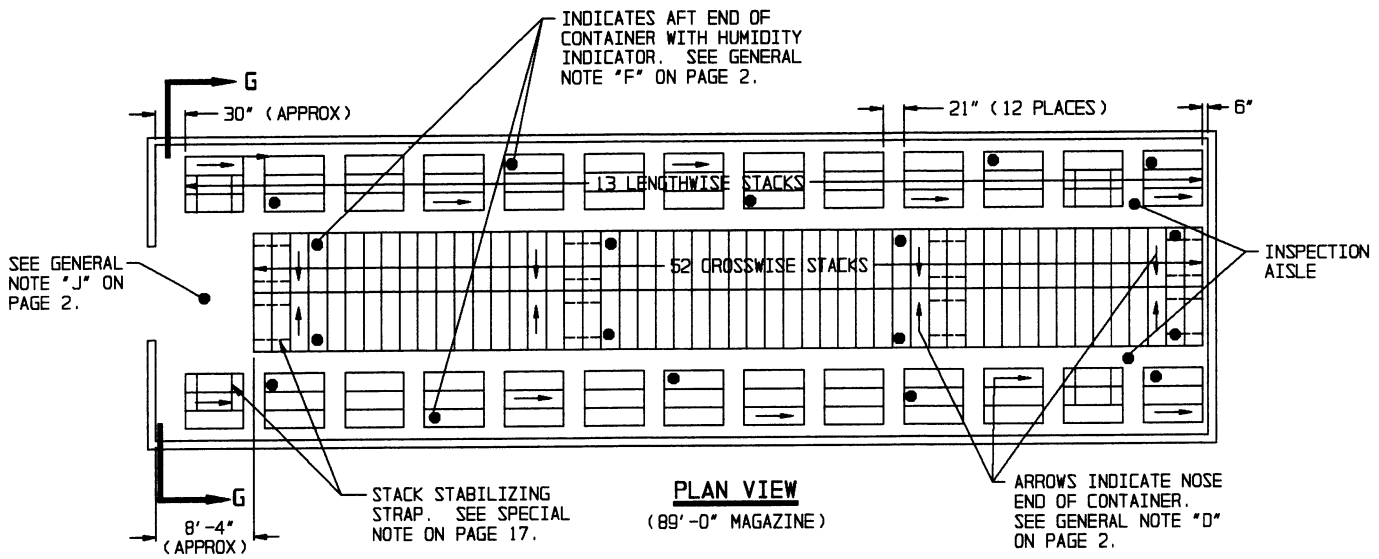 INDICATES AFT END OF
CONTAINER WITH HUMIDITY
INDICATOR. SEE GENERAL
NOTE "F" ON PAGE 2.
G
30" (APPROX)
21" (12 PLACES)
6"
13 LENGTHWISE STACKS
SEE GENERAL
NOTE "J" ON
PAGE 2.
52 CROSSWISE STACKS
INSPECTION
AISLE
G
8'-4"
(APPROX)
STACK STABILIZING
STRAP. SEE SPECIAL
NOTE ON PAGE 17.
PLAN VIEW
(89'-0" MAGAZINE)
ARROWS INDICATE NOSE
END OF CONTAINER.
SEE GENERAL NOTE "D"
ON PAGE 2.